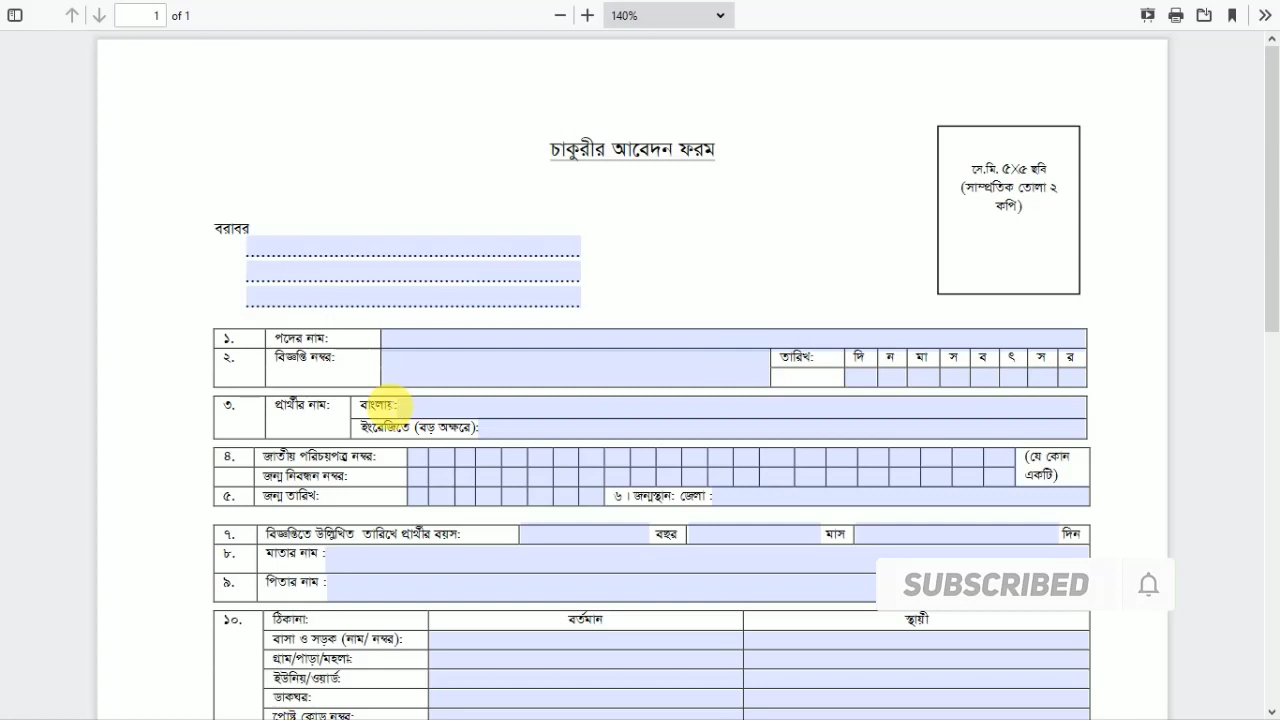 1 of 1 140%
চাকুরীর আবেদন ফরম
সে.মি. ৫X৫ ছবি
(সাম্প্রতিক তোলা ২
কপি)
বরাবর
১. পদের নাম:
২. বিজ্ঞপ্তি নম্বর: তারিখ: দি ন মা স ব ৎ স র
৩. প্রার্থীর নাম: বাংলায়:
ইংরেজিতে (বড় অক্ষরে):
৪. জাতীয় পরিচয়পত্র নম্বর: (যে কোন
জন্ম নিবন্ধন নম্বর: একটি)
৫. জন্ম তারিখ: ৬। জন্মস্থান: জেলা :
৭. বিজ্ঞপ্তিতে উল্লিখিত তারিখে প্রার্থীর বয়স: বছর মাস দিন
৮. মাতার নাম :
৯. পিতার নাম :
SUBSCRIBED
১০. ঠিকানা: বর্তমান স্থায়ী
বাসা ও সড়ক (নাম/ নম্বর):
গ্রাম/পাড়া/মহলা:
ইউনিয়/ওয়ার্ড:
ডাকঘর:
পোষ্ট কোড নম্বর: